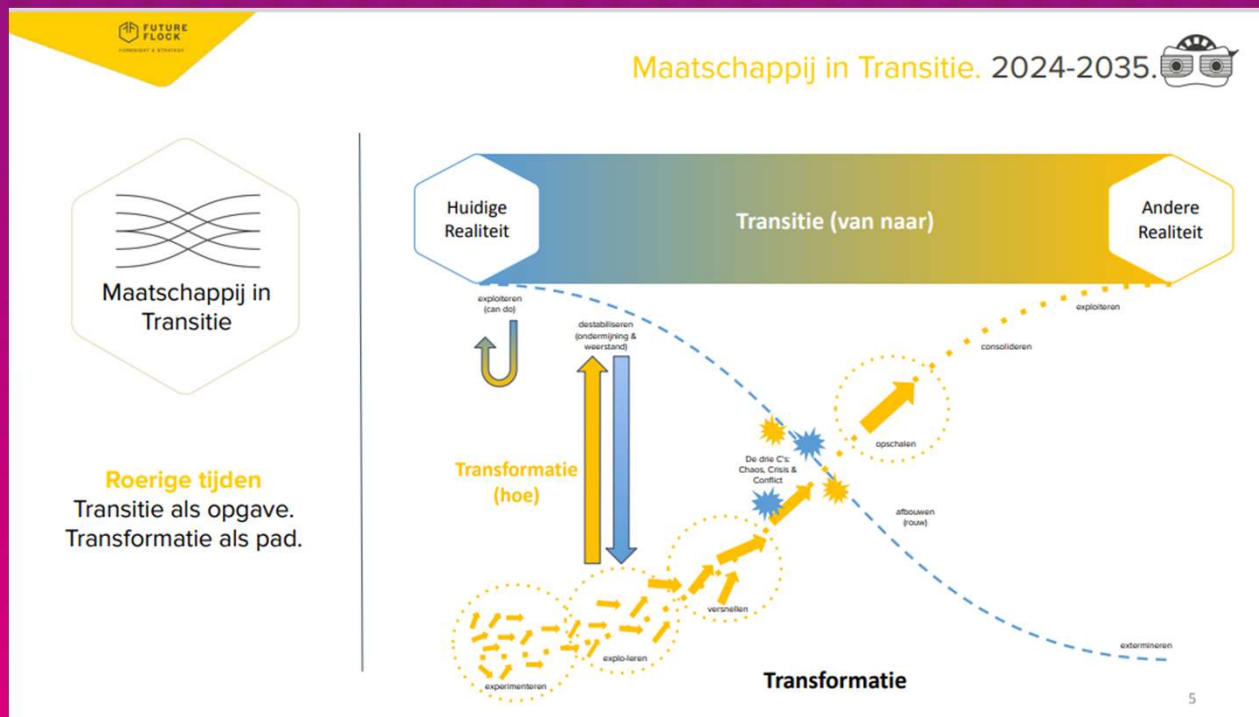 FUTURE
FLOCK
FORESIGHT & STRATEGY
Maatschappij in Transitie. 2024-2035.
Maatschappij in
Transitie
Roerige tijden
Transitie als opgave.
Transformatie als pad.
Huidige
Realiteit
Transitie (van naar)
Andere
Realiteit
exploiteren
(can do)
destabiliseren
(ondermijning &
weerstand)
Transformatie
(hoe)
De drie C's:
Chaos, Crisis &
Conflict
exploiteren
consolideren
opschalen
afbouwen
(rouw)
versnellen
explo-leren
experimenteren
extermineren
Transformatie
5